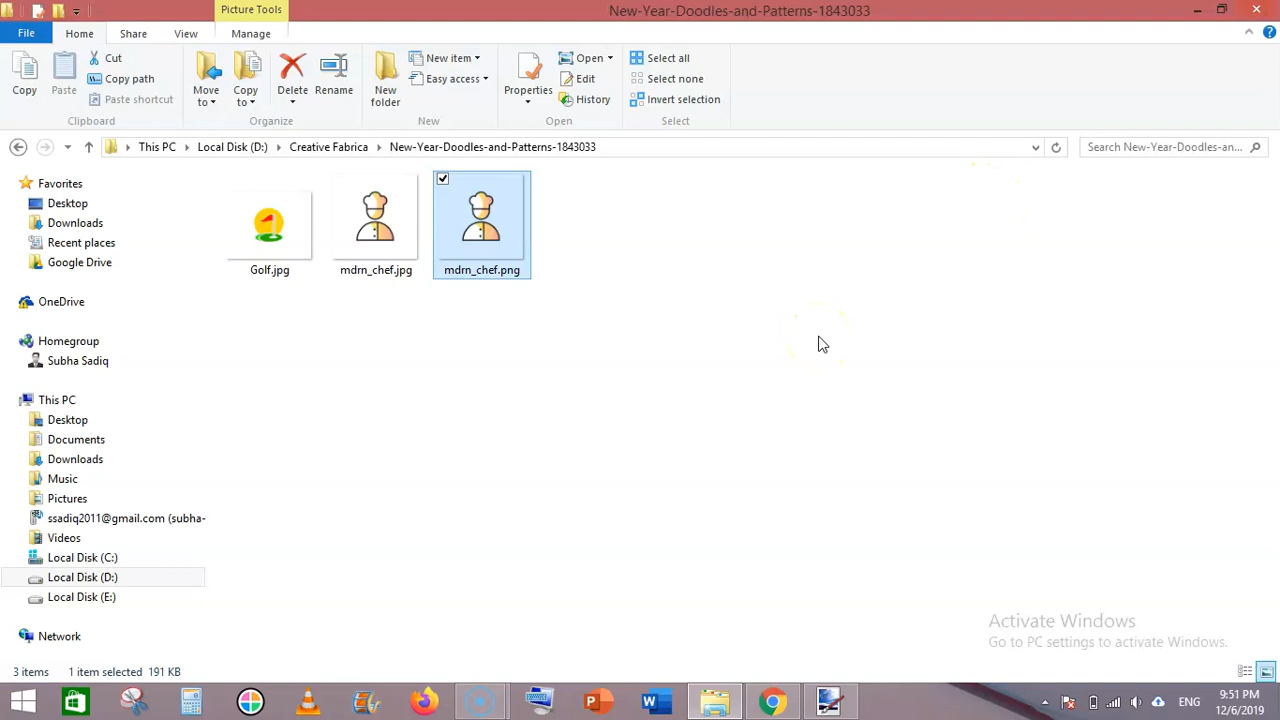 Picture Tools
New-Year-Doodles-and-Patterns-1843033
File Home Share View Manage
Cut
Copy path
Paste shortcut
Copy Paste
Clipboard
Move to Copy to Delete Rename
Organize
New item
Easy access
New folder
New
Open
Edit
History
Properties
Open
Select all
Select none
Invert selection
Select
This PC Local Disk (D:) Creative Fabrica New-Year-Doodles-and-Patterns-1843033
Search New-Year-Doodles-an...
Favorites
Desktop
Downloads
Recent places
Google Drive
OneDrive
Homegroup
Subha Sadiq
This PC
Desktop
Documents
Downloads
Music
Pictures
ssadiq2011@gmail.com (subha-
Videos
Local Disk (C:)
Local Disk (D:)
Local Disk (E:)
Network
Golf.jpg mdrn_chef.jpg mdrn_chef.png
Activate Windows
Go to PC settings to activate Windows.
3 items 1 item selected 191 KB
ENG
9:51 PM
12/6/2019